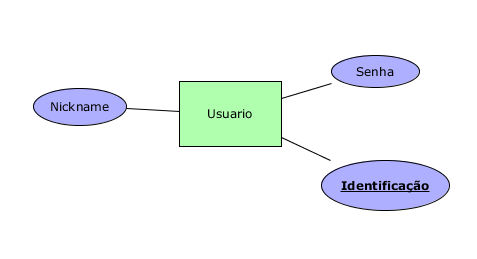 Senha
Nickname
Usuario
Identificação